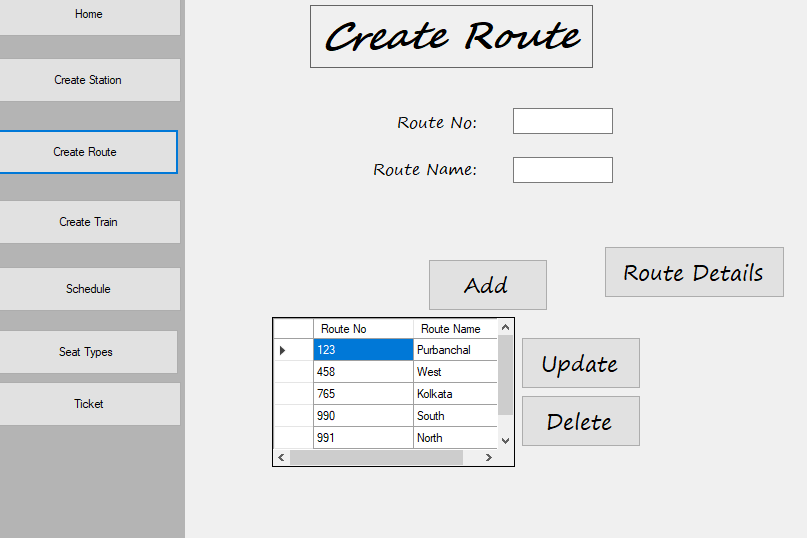 Home
Create Station
Create Route
Create Train
Schedule
Seat Types
Ticket
Create Route
Route No:
Route Name:
Add
Route Details
Route No Route Name
123 Purbanchal
458 West
765 Kolkata
990 South
991 North
Update
Delete